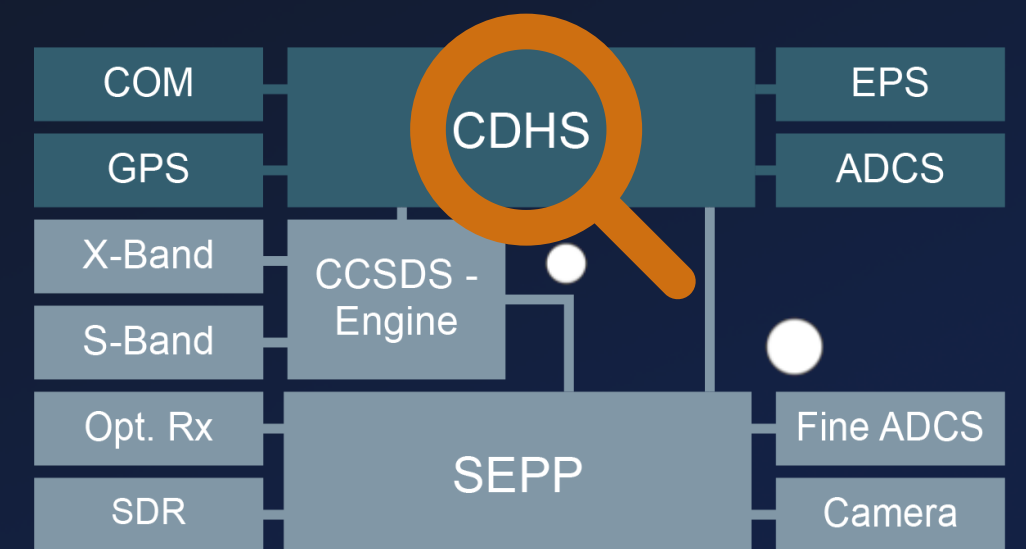 COM
CDHS
EPS
GPS
ADCS
X-Band
CCSDS -
Engine
S-Band
Opt. Rx
SEPP
Fine ADCS
SDR
Camera